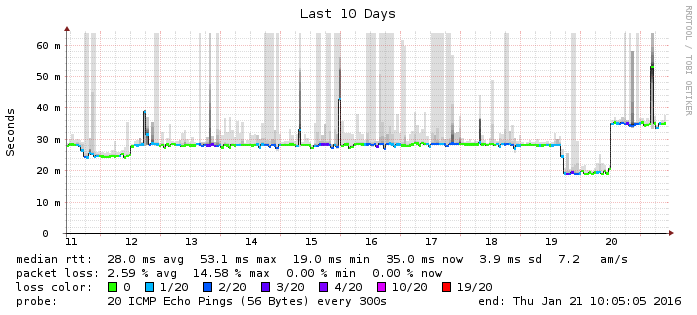 Last 10 Days
RRDTOOL / TOBI OETIKER
Seconds
60 m
50 m
40 m
30 m
20 m
10 m
0
11 12 13 14 15 16 17 18 19 20
median rtt: 28.0 ms avg 53.1 ms max 19.0 ms min 35.0 ms now 3.9 ms sd 7.2 am/s
packet loss: 2.59 % avg 14.58 % max 0.00 % min 0.00 % now
loss color: 0 1/20 2/20 3/20 4/20 10/20 19/20
probe: 20 ICMP Echo Pings (56 Bytes) every 300s end: Thu Jan 21 10:05:05 2016